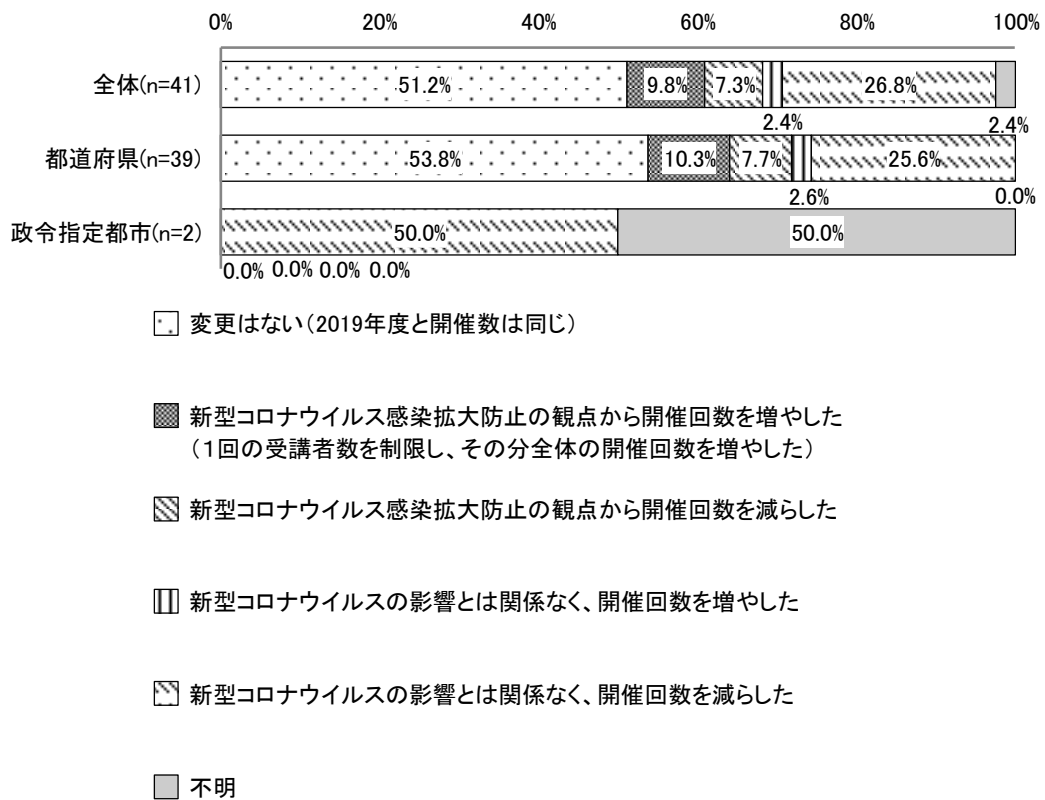 0% 20% 40% 60% 80% 100%
全体(n=41) 51.2% 9.8% 7.3% 26.8%
2.4% 2.4%
都道府県(n=39) 53.8% 10.3% 7.7% 25.6%
2.6% 0.0%
政令指定都市(n=2) 50.0% 50.0%
0.0% 0.0% 0.0% 0.0%
変更はない(2019年度と開催数は同じ)
新型コロナウイルス感染拡大防止の観点から開催回数を増やした
(1回の受講者数を制限し、その分全体の開催回数を増やした)
新型コロナウイルス感染拡大防止の観点から開催回数を減らした
新型コロナウイルスの影響とは関係なく、開催回数を増やした
新型コロナウイルスの影響とは関係なく、開催回数を減らした
不明